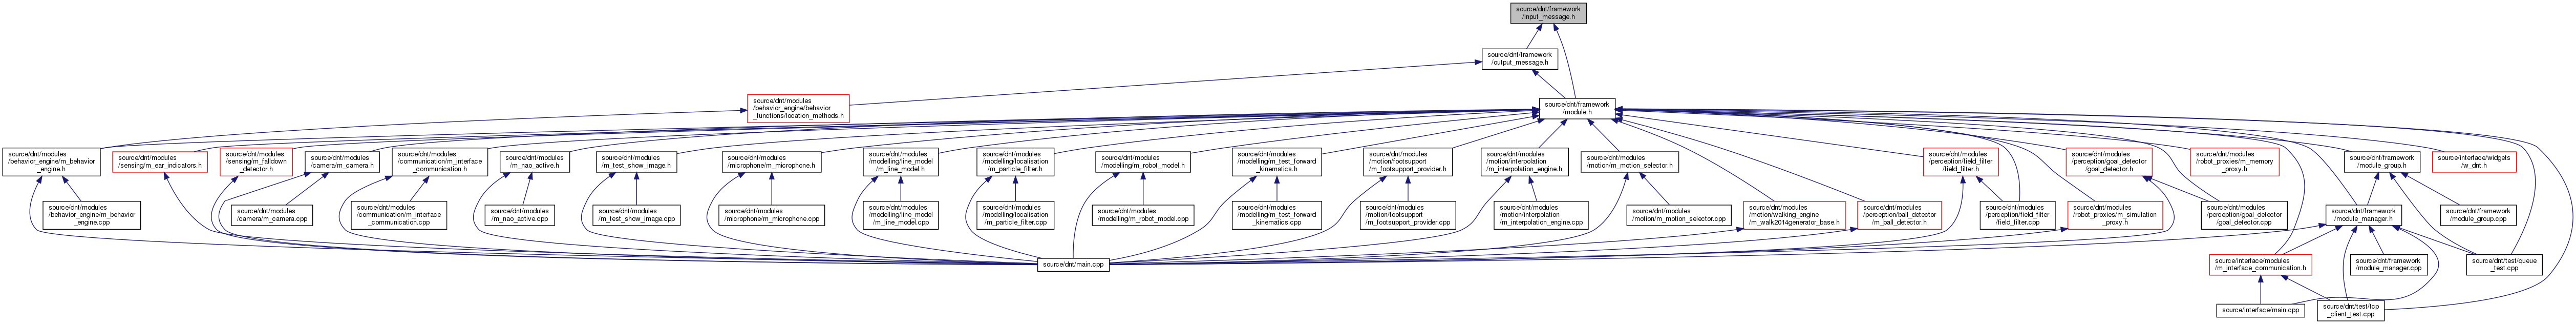 source/dnt/framework
/input_message.h
source/dnt/framework
/output_message.h
source/dnt/modules
/behavior_engine/behavior
_functions/location_methods.h
source/dnt/framework
/module.h
source/dnt/modules
/behavior_engine/m_behavior
_engine.h
source/dnt/modules
/sensing/m_ear_indicators.h
source/dnt/modules
/sensing/m_falldown
_detector.h
source/dnt/modules
/camera/m_camera.h
source/dnt/modules
/communication/m_interface
_communication.h
source/dnt/modules
/m_nao_active.h
source/dnt/modules
/m_test_show_image.h
source/dnt/modules
/microphone/m_microphone.h
source/dnt/modules
/modelling/line_model
/m_line_model.h
source/dnt/modules
/modelling/localisation
/m_particle_filter.h
source/dnt/modules
/modelling/m_robot_model.h
source/dnt/modules
/modelling/m_test_forward
_kinematics.h
source/dnt/modules
/motion/footsupport
/m_footsupport_provider.h
source/dnt/modules
/motion/interpolation
/m_interpolation_engine.h
source/dnt/modules
/motion/m_motion_selector.h
source/dnt/modules
/perception/field_filter
/field_filter.h
source/dnt/modules
/perception/goal_detector
/goal_detector.h
source/dnt/modules
/robot_proxies/m_memory
_proxy.h
source/dnt/framework
/module_group.h
source/interface/widgets
/w_dnt.h
source/dnt/modules
/behavior_engine/m_behavior
_engine.cpp
source/dnt/modules
/camera/m_camera.cpp
source/dnt/modules
/communication/m_interface
_communication.cpp
source/dnt/modules
/m_nao_active.cpp
source/dnt/modules
/m_test_show_image.cpp
source/dnt/modules
/microphone/m_microphone.cpp
source/dnt/modules
/modelling/line_model
/m_line_model.cpp
source/dnt/modules
/modelling/localisation
/m_particle_filter.cpp
source/dnt/modules
/modelling/m_robot_model.cpp
source/dnt/modules
/modelling/m_test_forward
_kinematics.cpp
source/dnt/modules
/motion/footsupport
/m_footsupport_provider.cpp
source/dnt/modules
/motion/interpolation
/m_interpolation_engine.cpp
source/dnt/modules
/motion/m_motion_selector.cpp
source/dnt/modules
/motion/walking_engine
/m_walk2014generator_base.h
source/dnt/modules
/perception/ball_detector
/m_ball_detector.h
source/dnt/modules
/perception/field_filter
/field_filter.cpp
source/dnt/modules
/robot_proxies/m_simulation
_proxy.h
source/dnt/modules
/perception/goal_detector
/goal_detector.cpp
source/dnt/framework
/module_manager.h
source/dnt/framework
/module_group.cpp
source/dnt/main.cpp
source/interface/modules
/m_interface_communication.h
source/dnt/framework
/module_manager.cpp
source/dnt/test/queue
_test.cpp
source/interface/main.cpp
source/dnt/test/tcp
_client_test.cpp